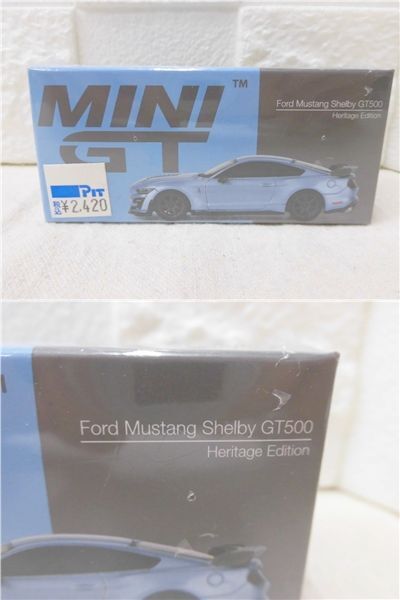 MINI
GT
TM
Ford Mustang Shelby GT500
Heritage Edition
PIT
税込 ¥2,420
Ford Mustang Shelby GT500
Heritage Edition